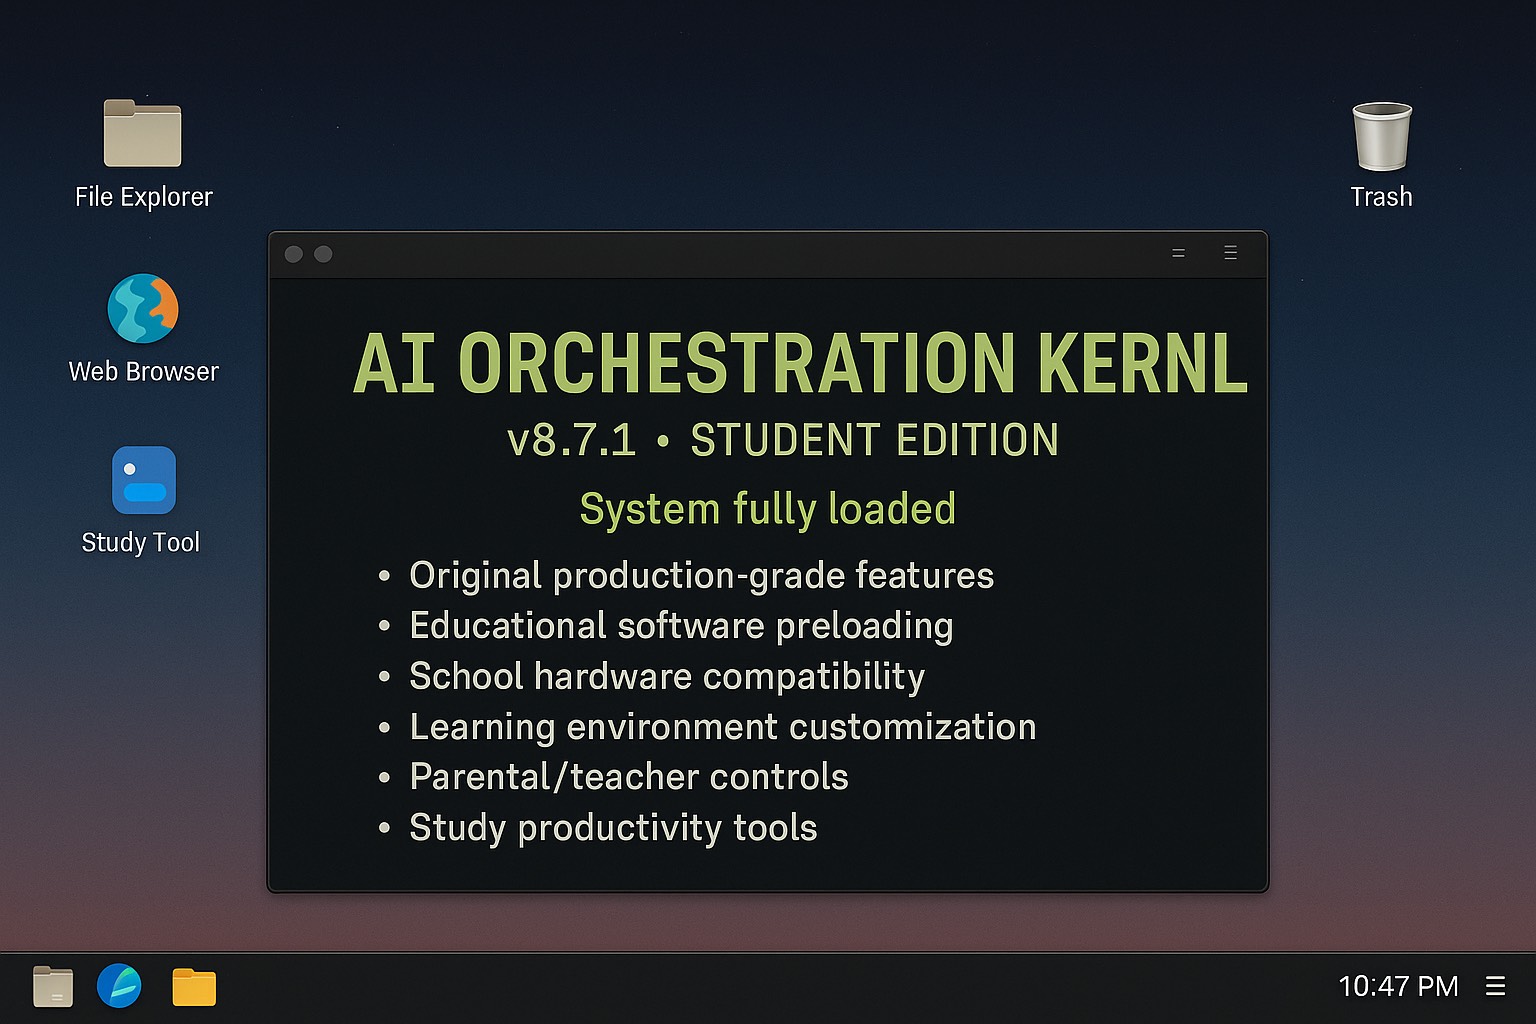 File Explorer
Trash
Web Browser
Study Tool
AI ORCHESTRATION KERNL
v8.7.1 • STUDENT EDITION
System fully loaded
• Original production-grade features
• Educational software preloading
• School hardware compatibility
• Learning environment customization
• Parental/teacher controls
• Study productivity tools
10:47 PM